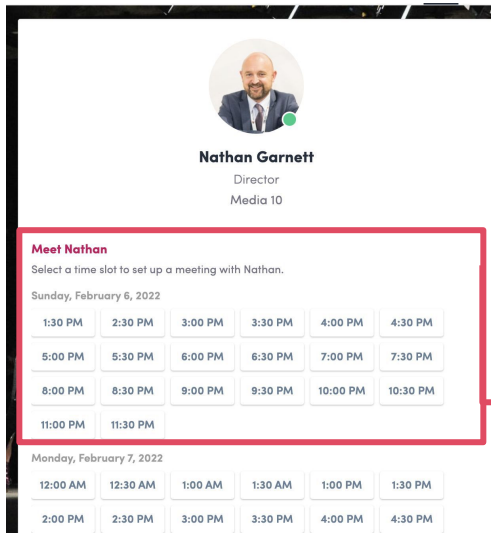 Nathan Garnett
Director
Media 10
Meet Nathan
Select a time slot to set up a meeting with Nathan.
Sunday, February 6, 2022
1:30 PM 2:30 PM 3:00 PM 3:30 PM 4:00 PM 4:30 PM
5:00 PM 5:30 PM 6:00 PM 6:30 PM 7:00 PM 7:30 PM
8:00 PM 8:30 PM 9:00 PM 9:30 PM 10:00 PM 10:30 PM
11:00 PM 11:30 PM
Monday, February 7, 2022
12:00 AM 12:30 AM 1:00 AM 1:30 AM 1:00 PM 1:30 PM
2:00 PM 2:30 PM 3:00 PM 3:30 PM 4:00 PM 4:30 PM